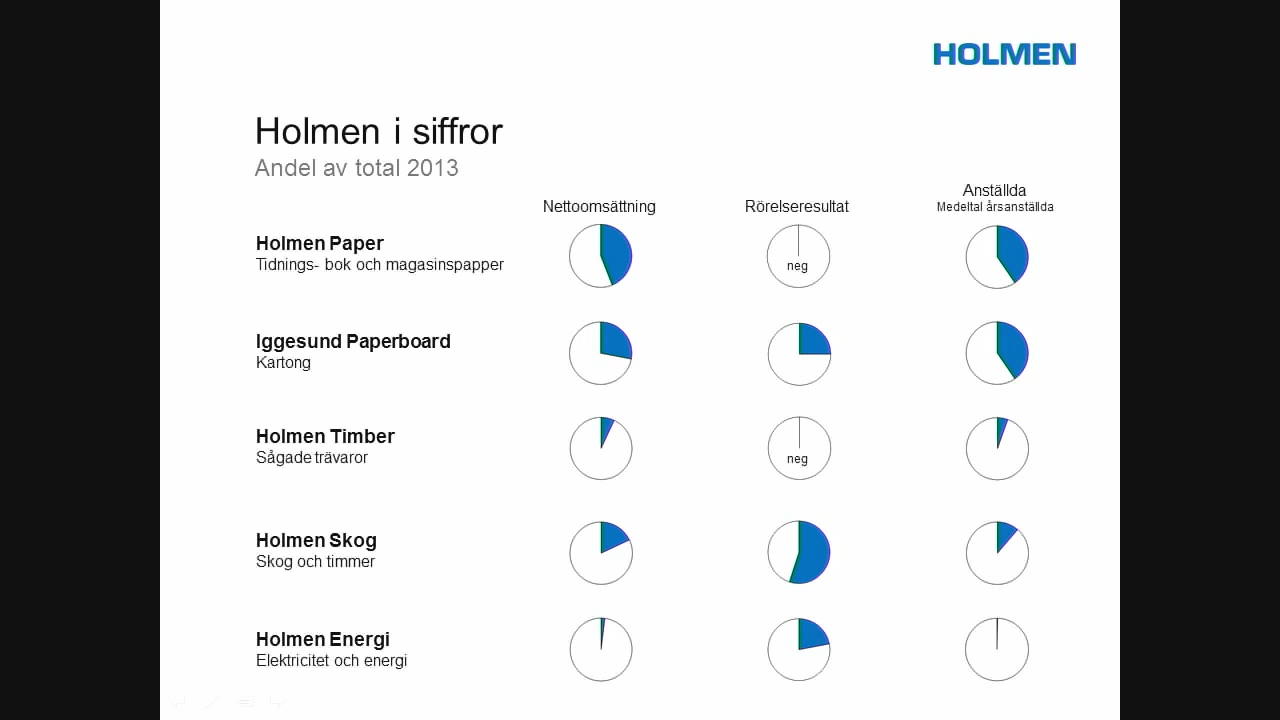 HOLMEN
Holmen i siffror
Andel av total 2013
Nettoomsättning
Rörelseresultat
Anställda
Medeltal årsanställda
Holmen Paper
Tidnings- bok och magasinspapper
neg
Iggesund Paperboard
Kartong
Holmen Timber
Sågade trävaror
neg
Holmen Skog
Skog och timmer
Holmen Energi
Elektricitet och energi